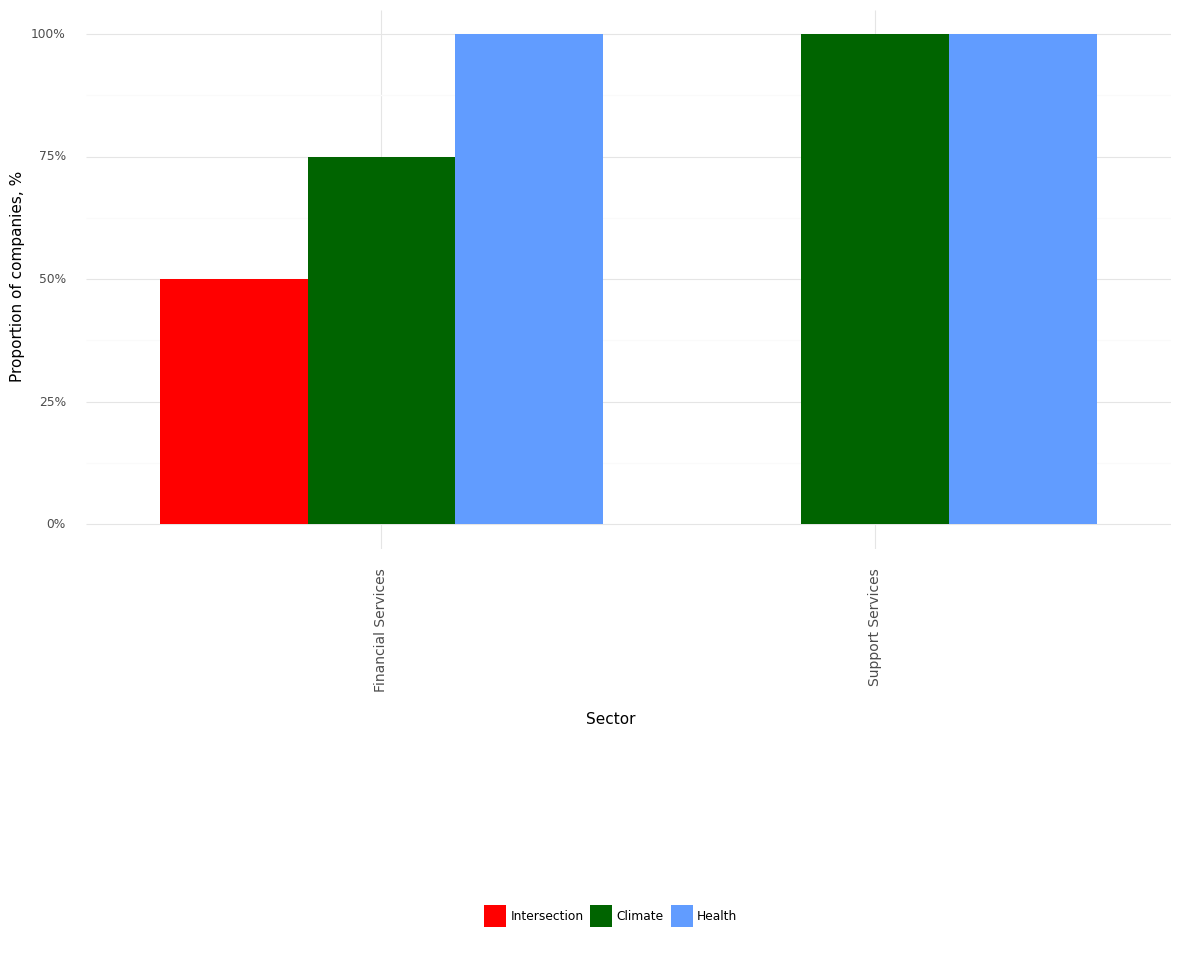 100%
75%
50%
25%
0%
Proportion of companies, %
Financial Services
Support Services
Sector
Intersection Climate Health